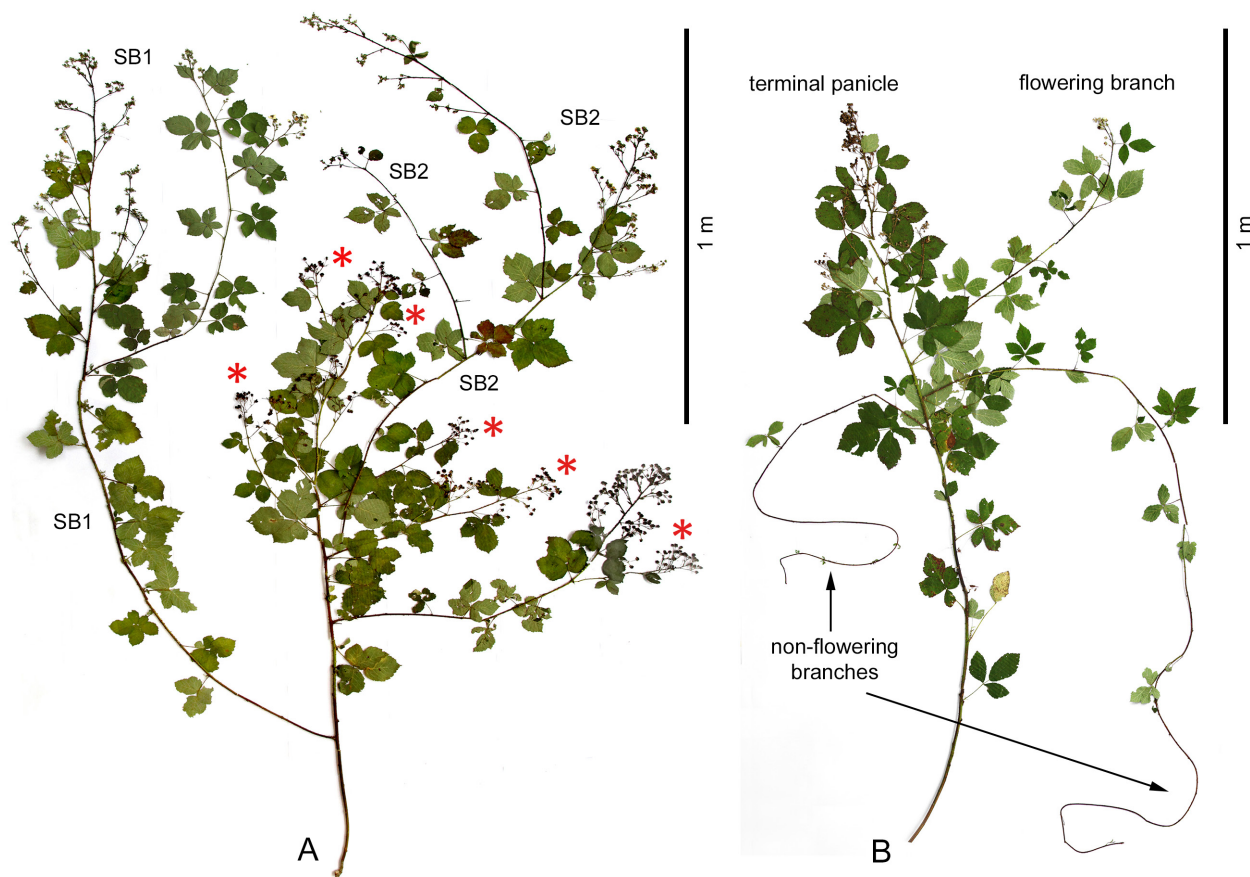 SB1
SB2
SB2
SB2
SB1
1 m
A
terminal panicle
flowering branch
1 m
non-flowering
branches
B